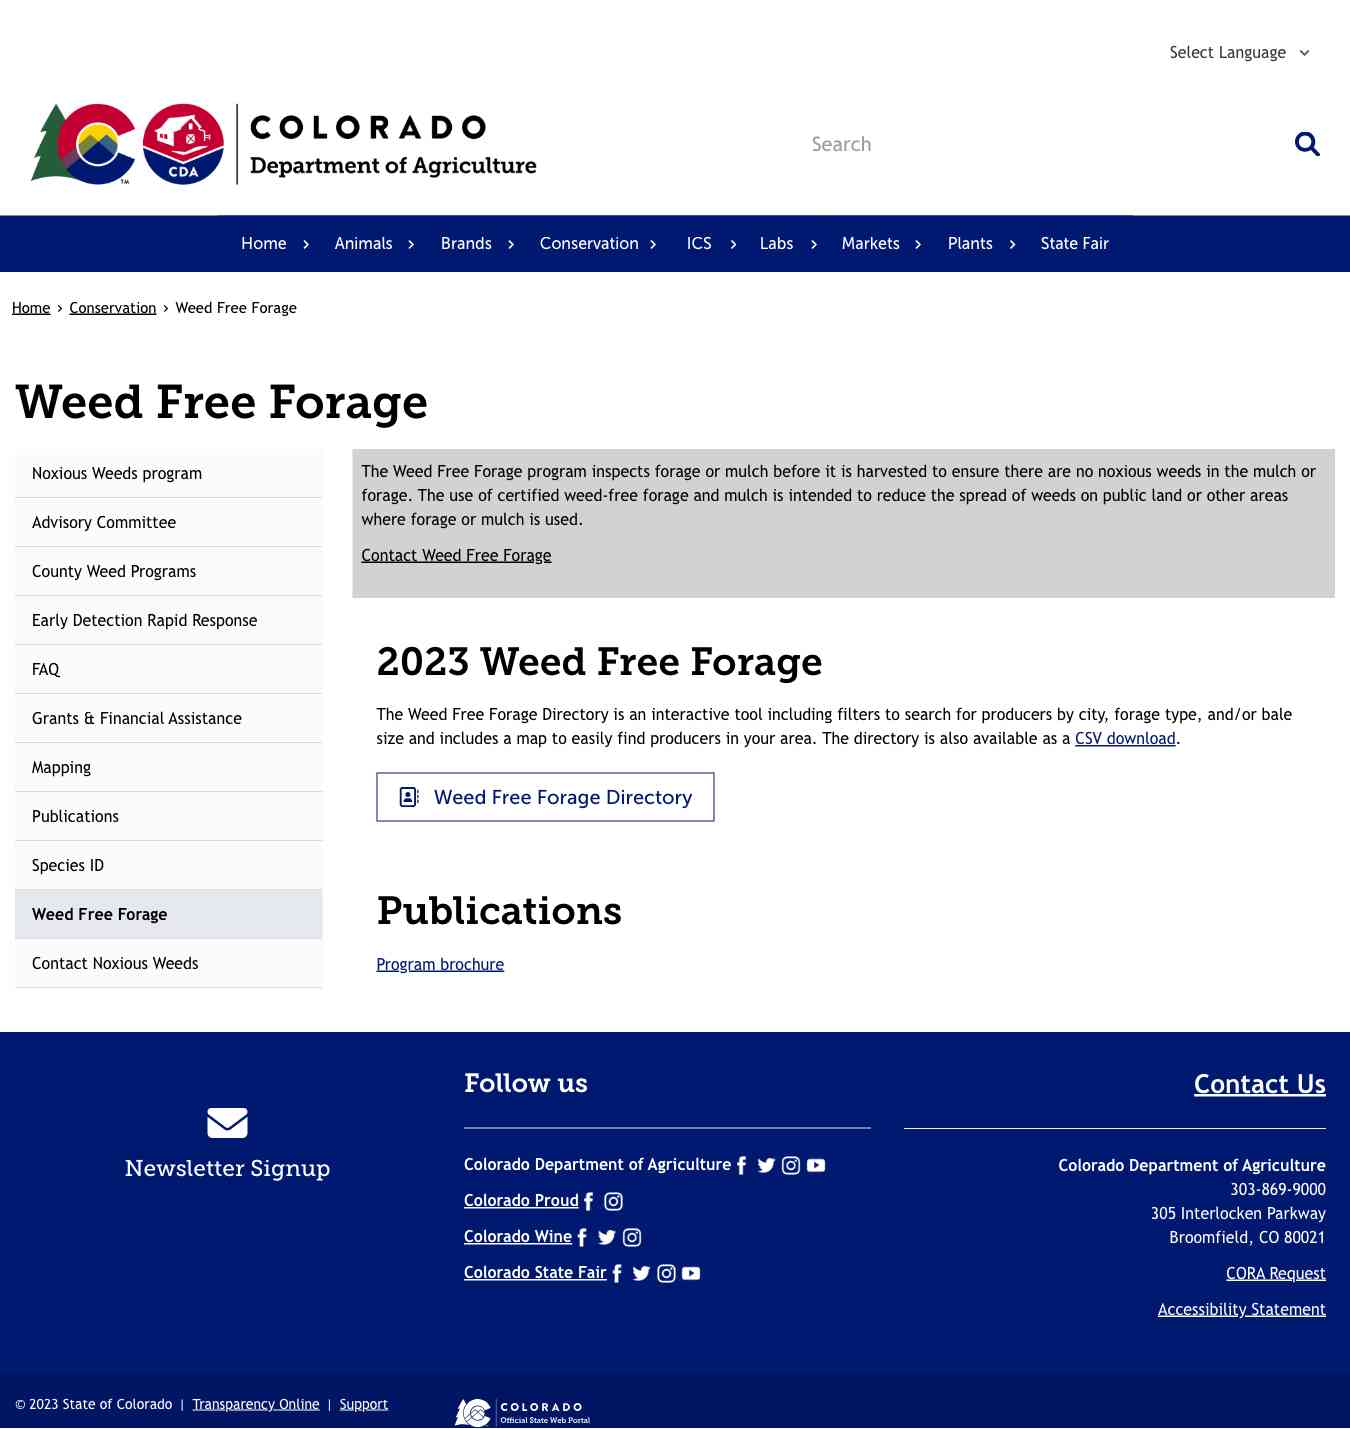 Select Language
CDA
TM
COLORADO
Department of Agriculture
Search
Home Animals Brands Conservation ICS Labs Markets Plants State Fair
Home › Conservation › Weed Free Forage
Weed Free Forage
Noxious Weeds program
Advisory Committee
County Weed Programs
Early Detection Rapid Response
FAQ
Grants & Financial Assistance
Mapping
Publications
Species ID
Weed Free Forage
Contact Noxious Weeds
The Weed Free Forage program inspects forage or mulch before it is harvested to ensure there are no noxious weeds in the mulch or
forage. The use of certified weed-free forage and mulch is intended to reduce the spread of weeds on public land or other areas
where forage or mulch is used.
Contact Weed Free Forage
2023 Weed Free Forage
The Weed Free Forage Directory is an interactive tool including filters to search for producers by city, forage type, and/or bale
size and includes a map to easily find producers in your area. The directory is also available as a CSV download.
Weed Free Forage Directory
Publications
Program brochure
Newsletter Signup
Follow us
Colorado Department of Agriculture
Colorado Proud
Colorado Wine
Colorado State Fair
Contact Us
Colorado Department of Agriculture
303-869-9000
305 Interlocken Parkway
Broomfield, CO 80021
CORA Request
Accessibility Statement
© 2023 State of Colorado | Transparency Online | Support
COLORADO
Official State Web Portal